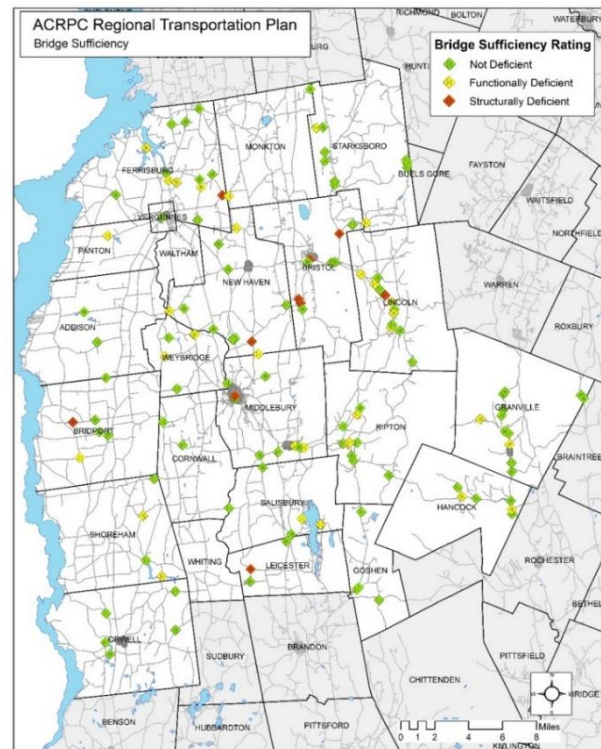 ACRPC Regional Transportation Plan
Bridge Sufficiency
Bridge Sufficiency Rating
Not Deficient
Functionally Deficient
Structurally Deficient
RICHMOND
BOLTON
WATERBURY
HUNT
MONKTON
STARKSBORO
FERRISBURG
BUELS GORE
FAYSTON
WAITSFIELD
NORTHFIELD
VERGENNES
PANTON
WALTHAM
BRISTOL
NEW HAVEN
WARREN
LINCOLN
ADDISON
ROXBURY
WEYBRIDGE
MIDDLEBURY
GRANVILLE
RIPTON
BRIDPORT
CORNWALL
BRAINTREE
HANCOCK
SALISBURY
SHOREHAM
ROCHESTER
WHITING
LEICESTER
GOSHEN
BETHEL
ORWELL
SUDBURY
BRANDON
PITTSFIELD
CHITTENDEN
BENSON
HUBBARDTON
PITTSFORD
BRIDGE
0 2 4 6 8
Miles